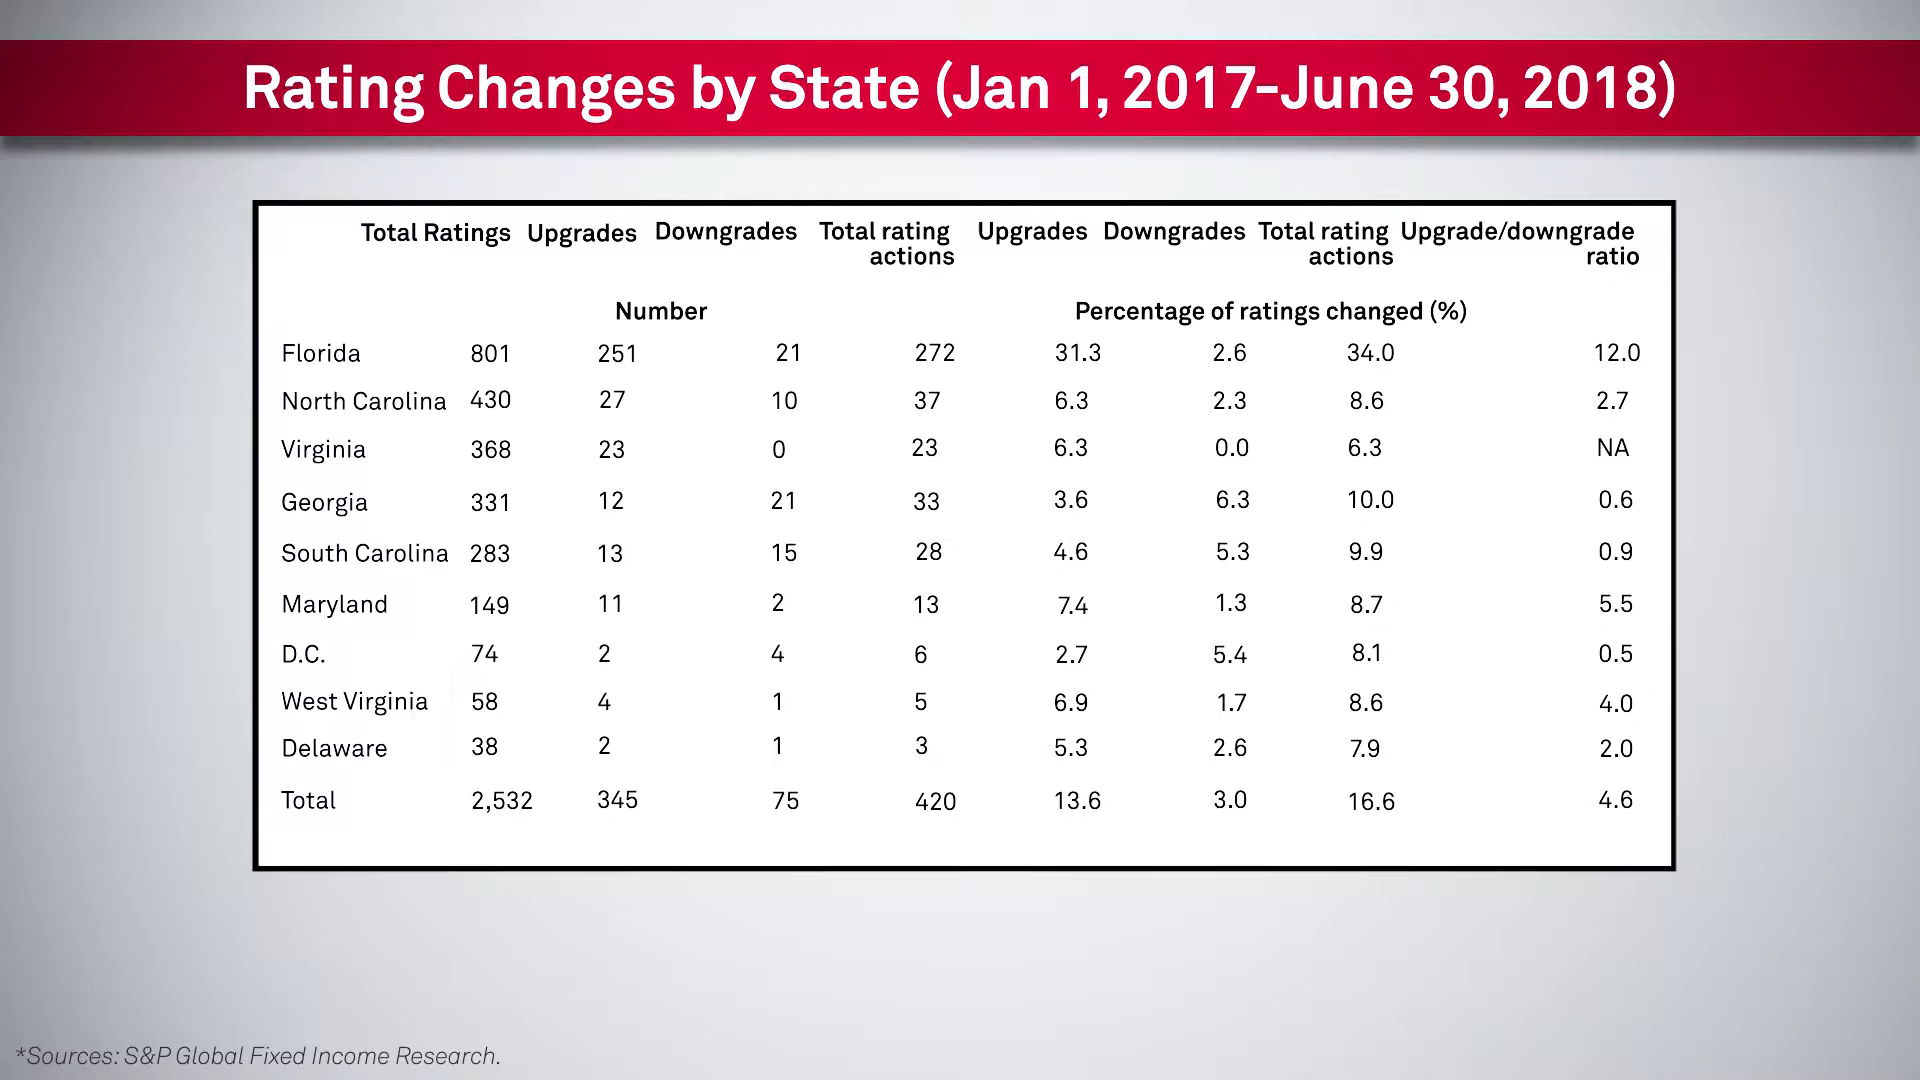 Rating Changes by State (Jan 1, 2017-June 30, 2018)
Total Ratings Upgrades Downgrades Total rating actions Upgrades Downgrades Total rating actions Upgrade/downgrade ratio
Number Percentage of ratings changed (%)
Florida 801 251 21 272 31.3 2.6 34.0 12.0
North Carolina 430 27 10 37 6.3 2.3 8.6 2.7
Virginia 368 23 0 23 6.3 0.0 6.3 NA
Georgia 331 12 21 33 3.6 6.3 10.0 0.6
South Carolina 283 13 15 28 4.6 5.3 9.9 0.9
Maryland 149 11 2 13 7.4 1.3 8.7 5.5
D.C. 74 2 4 6 2.7 5.4 8.1 0.5
West Virginia 58 4 1 5 6.9 1.7 8.6 4.0
Delaware 38 2 1 3 5.3 2.6 7.9 2.0
Total 2,532 345 75 420 13.6 3.0 16.6 4.6
*Sources: S&P Global Fixed Income Research.